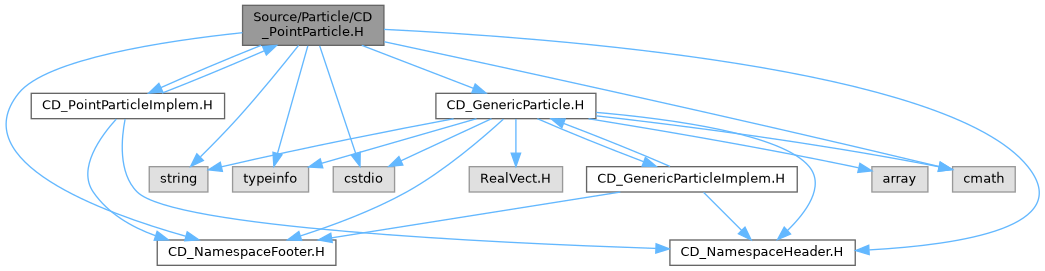 Source/Particle/CD
_PointParticle.H
CD_PointParticleImplem.H
CD_GenericParticle.H
string
typeinfo
cstdio
RealVect.H
CD_GenericParticleImplem.H
array
cmath
CD_NamespaceFooter.H
CD_NamespaceHeader.H